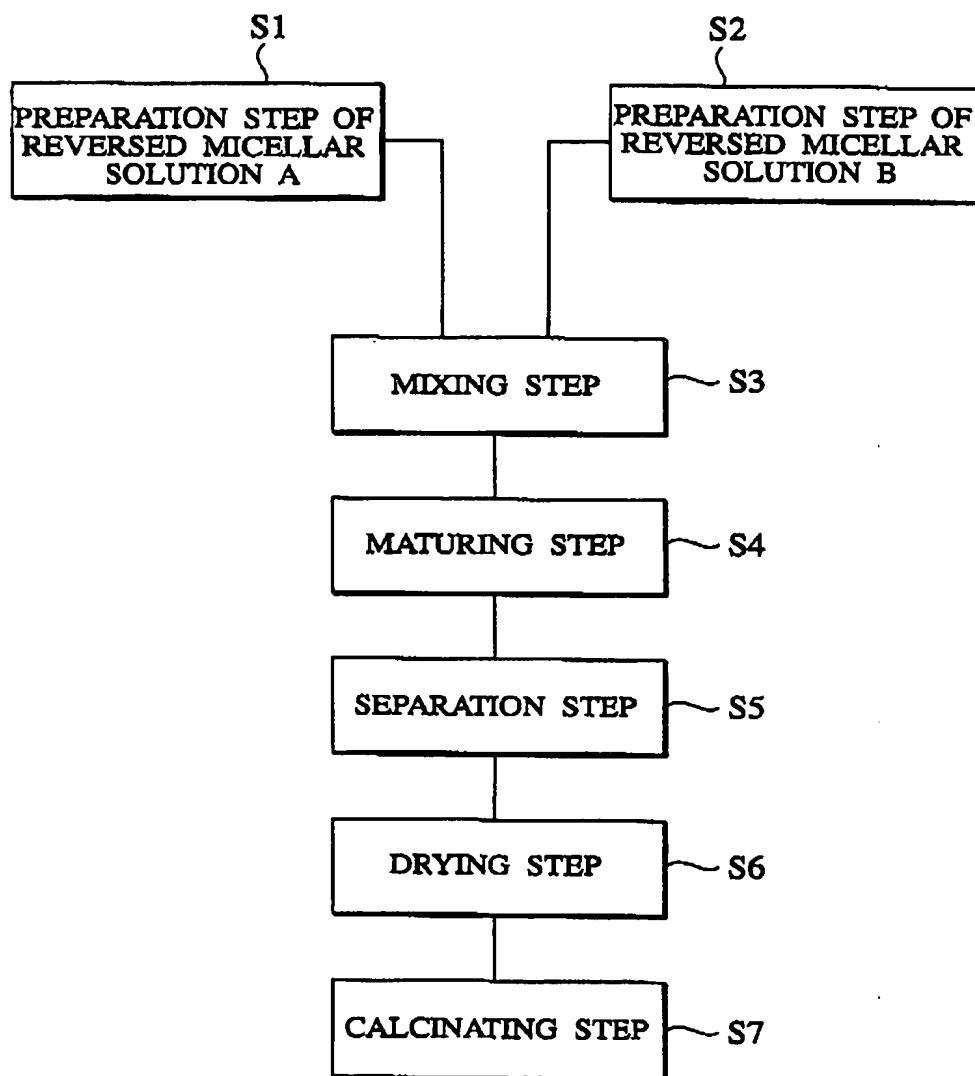 S1
S2
PREPARATION STEP OF
REVERSED MICELLAR
SOLUTION A
PREPARATION STEP OF
REVERSED MICELLAR
SOLUTION B
MIXING STEP
S3
MATURING STEP
S4
SEPARATION STEP
S5
DRYING STEP
S6
CALCINATING STEP
S7